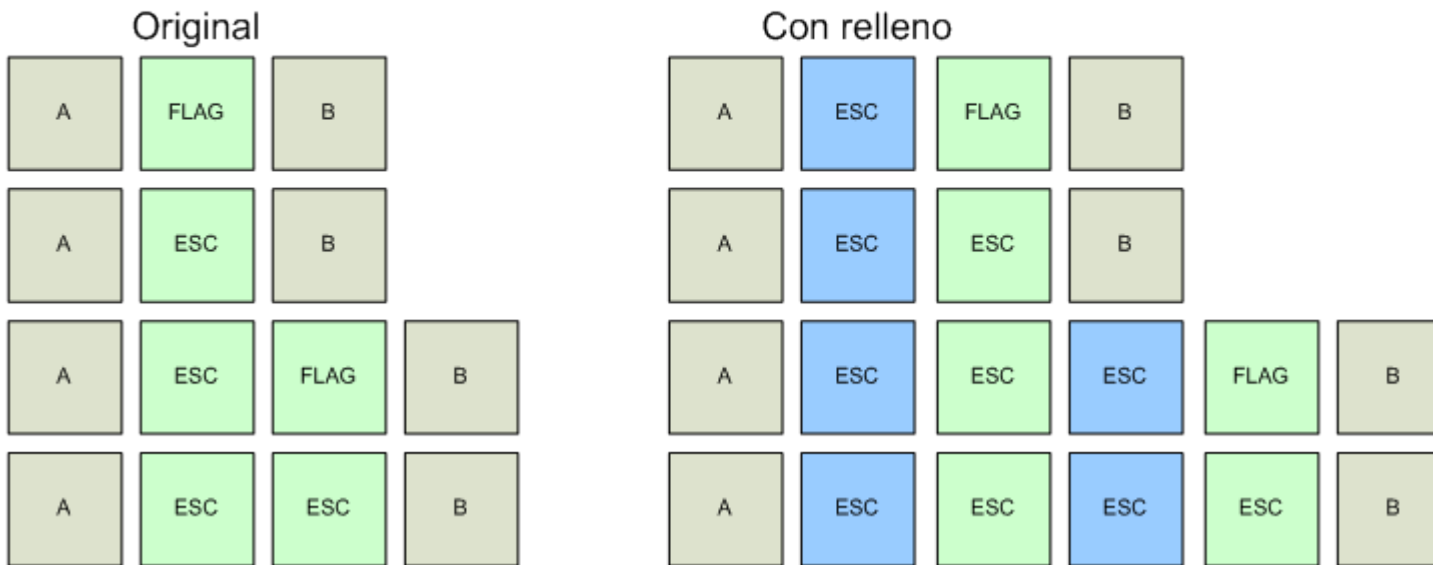 Original Con relleno
A FLAG B A ESC FLAG B
A ESC B A ESC ESC B
A ESC FLAG B A ESC ESC ESC FLAG B
A ESC ESC B A ESC ESC ESC ESC B